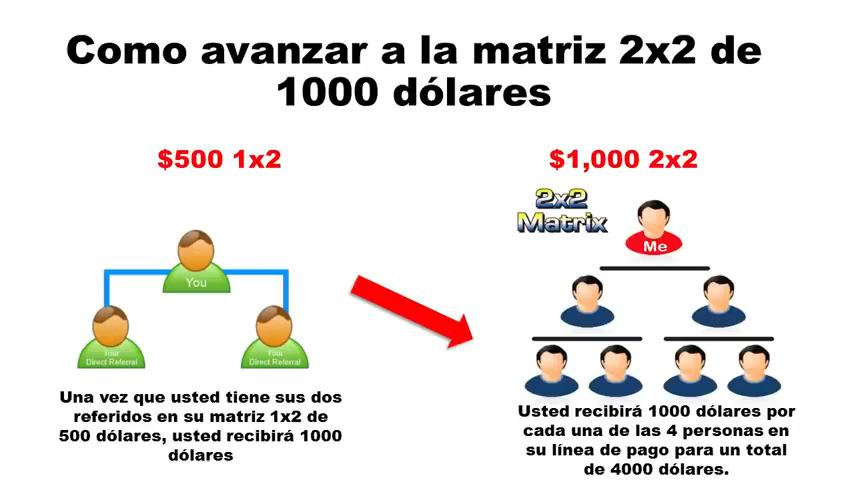 Como avanzar a la matriz 2x2 de
1000 dólares
$500 1x2
$1,000 2x2
2x2
Matrix
Me
You
Your
Direct Referral
Your
Direct Referral
Una vez que usted tiene sus dos
referidos en su matriz 1x2 de
500 dólares, usted recibirá 1000
dólares
Usted recibirá 1000 dólares por
cada una de las 4 personas en
su línea de pago para un total
de 4000 dólares.